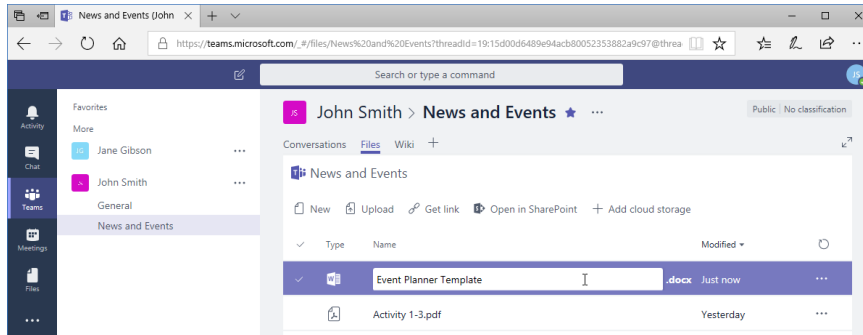 News and Events (John
https://teams.microsoft.com/_#/files/News%20and%20Events?threadId=19:15d00d6489e94acb80052353882a9c97@threa
Search or type a command
JS
Activity
Chat
Teams
Meetings
Files
Favorites
More
JG Jane Gibson
JS John Smith
General
News and Events
JS John Smith > News and Events
Public No classification
Conversations Files Wiki
News and Events
New Upload Get link Open in SharePoint Add cloud storage
Type Name Modified
Event Planner Template .docx Just now
Activity 1-3.pdf Yesterday